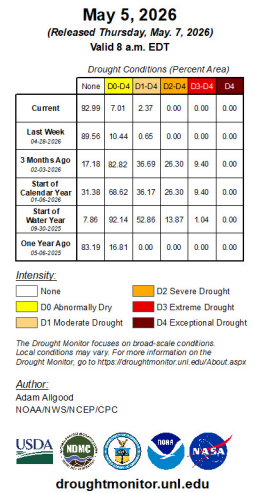 May 5, 2026
(Released Thursday, May. 7, 2026)
Valid 8 a.m. EDT
Drought Conditions (Percent Area)
None D0-D4 D1-D4 D2-D4 D3-D4 D4
Current 92.99 7.01 2.37 0.00 0.00 0.00
Last Week
04-28-2026 89.56 10.44 0.65 0.00 0.00 0.00
3 Months Ago
02-03-2026 17.18 82.82 36.69 26.30 9.40 0.00
Start of
Calendar Year
01-06-2026 31.38 68.62 36.17 26.30 9.40 0.00
Start of
Water Year
09-30-2025 7.86 92.14 52.86 13.87 1.04 0.00
One Year Ago
05-06-2025 83.19 16.81 0.00 0.00 0.00 0.00
Intensity:
None
D0 Abnormally Dry
D1 Moderate Drought
D2 Severe Drought
D3 Extreme Drought
D4 Exceptional Drought
The Drought Monitor focuses on broad-scale conditions.
Local conditions may vary. For more information on the
Drought Monitor, go to https://droughtmonitor.unl.edu/About.aspx
Author:
Adam Allgood
NOAA/NWS/NCEP/CPC
USDA
NDMC
NOAA
NASA
droughtmonitor.unl.edu